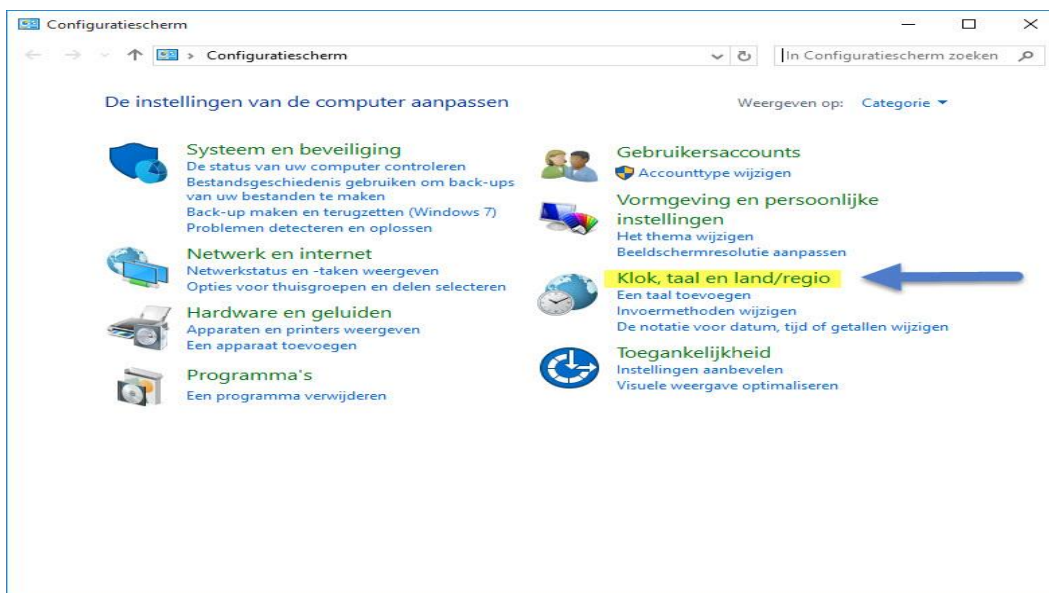 Configuratiescherm
Configuratiescherm
In Configuratiescherm zoeken
De instellingen van de computer aanpassen
Weergeven op: Categorie
Systeem en beveiliging
De status van uw computer controleren
Bestandsgeschiedenis gebruiken om back-ups
van uw bestanden te maken
Back-up maken en terugzetten (Windows 7)
Problemen detecteren en oplossen
Netwerk en internet
Netwerkstatus en -taken weergeven
Opties voor thuisgroepen en delen selecteren
Hardware en geluiden
Apparaten en printers weergeven
Een apparaat toevoegen
Programma's
Een programma verwijderen
Gebruikersaccounts
Accounttype wijzigen
Vormgeving en persoonlijke
instellingen
Het thema wijzigen
Beeldschermresolutie aanpassen
Klok, taal en land/regio
Een taal toevoegen
Invoermethoden wijzigen
De notatie voor datum, tijd of getallen wijzigen
Toegankelijkheid
Instellingen aanbevelen
Visuele weergave optimaliseren